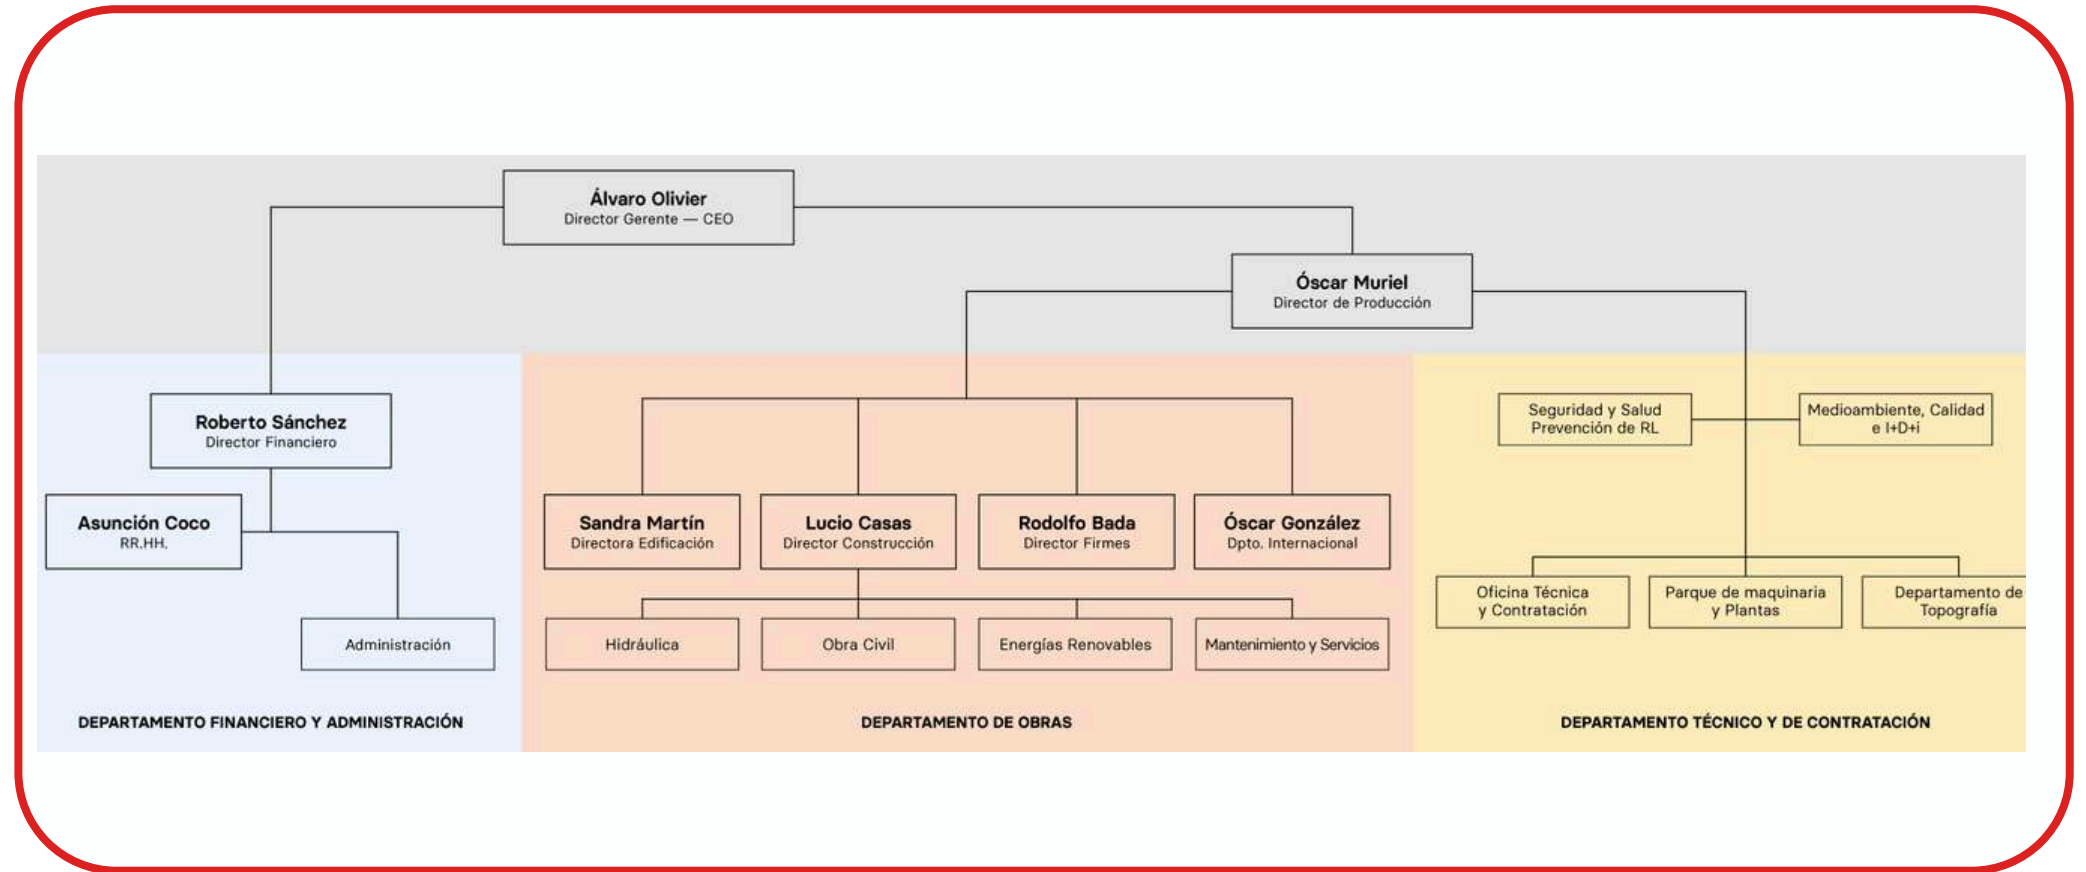 Álvaro Olivier
Director Gerente — CEO
Óscar Muriel
Director de Producción
Roberto Sánchez
Director Financiero
Asunción Coco
RR.HH.
Administración
DEPARTAMENTO FINANCIERO Y ADMINISTRACIÓN
Sandra Martín
Directora Edificación
Lucio Casas
Director Construcción
Rodolfo Bada
Director Firmes
Óscar González
Dpto. Internacional
Hidráulica
Obra Civil
Energías Renovables
Mantenimiento y Servicios
DEPARTAMENTO DE OBRAS
Seguridad y Salud
Prevención de RL
Medioambiente, Calidad
e I+D+i
Oficina Técnica
y Contratación
Parque de maquinaria
y Plantas
Departamento de
Topografía
DEPARTAMENTO TÉCNICO Y DE CONTRATACIÓN